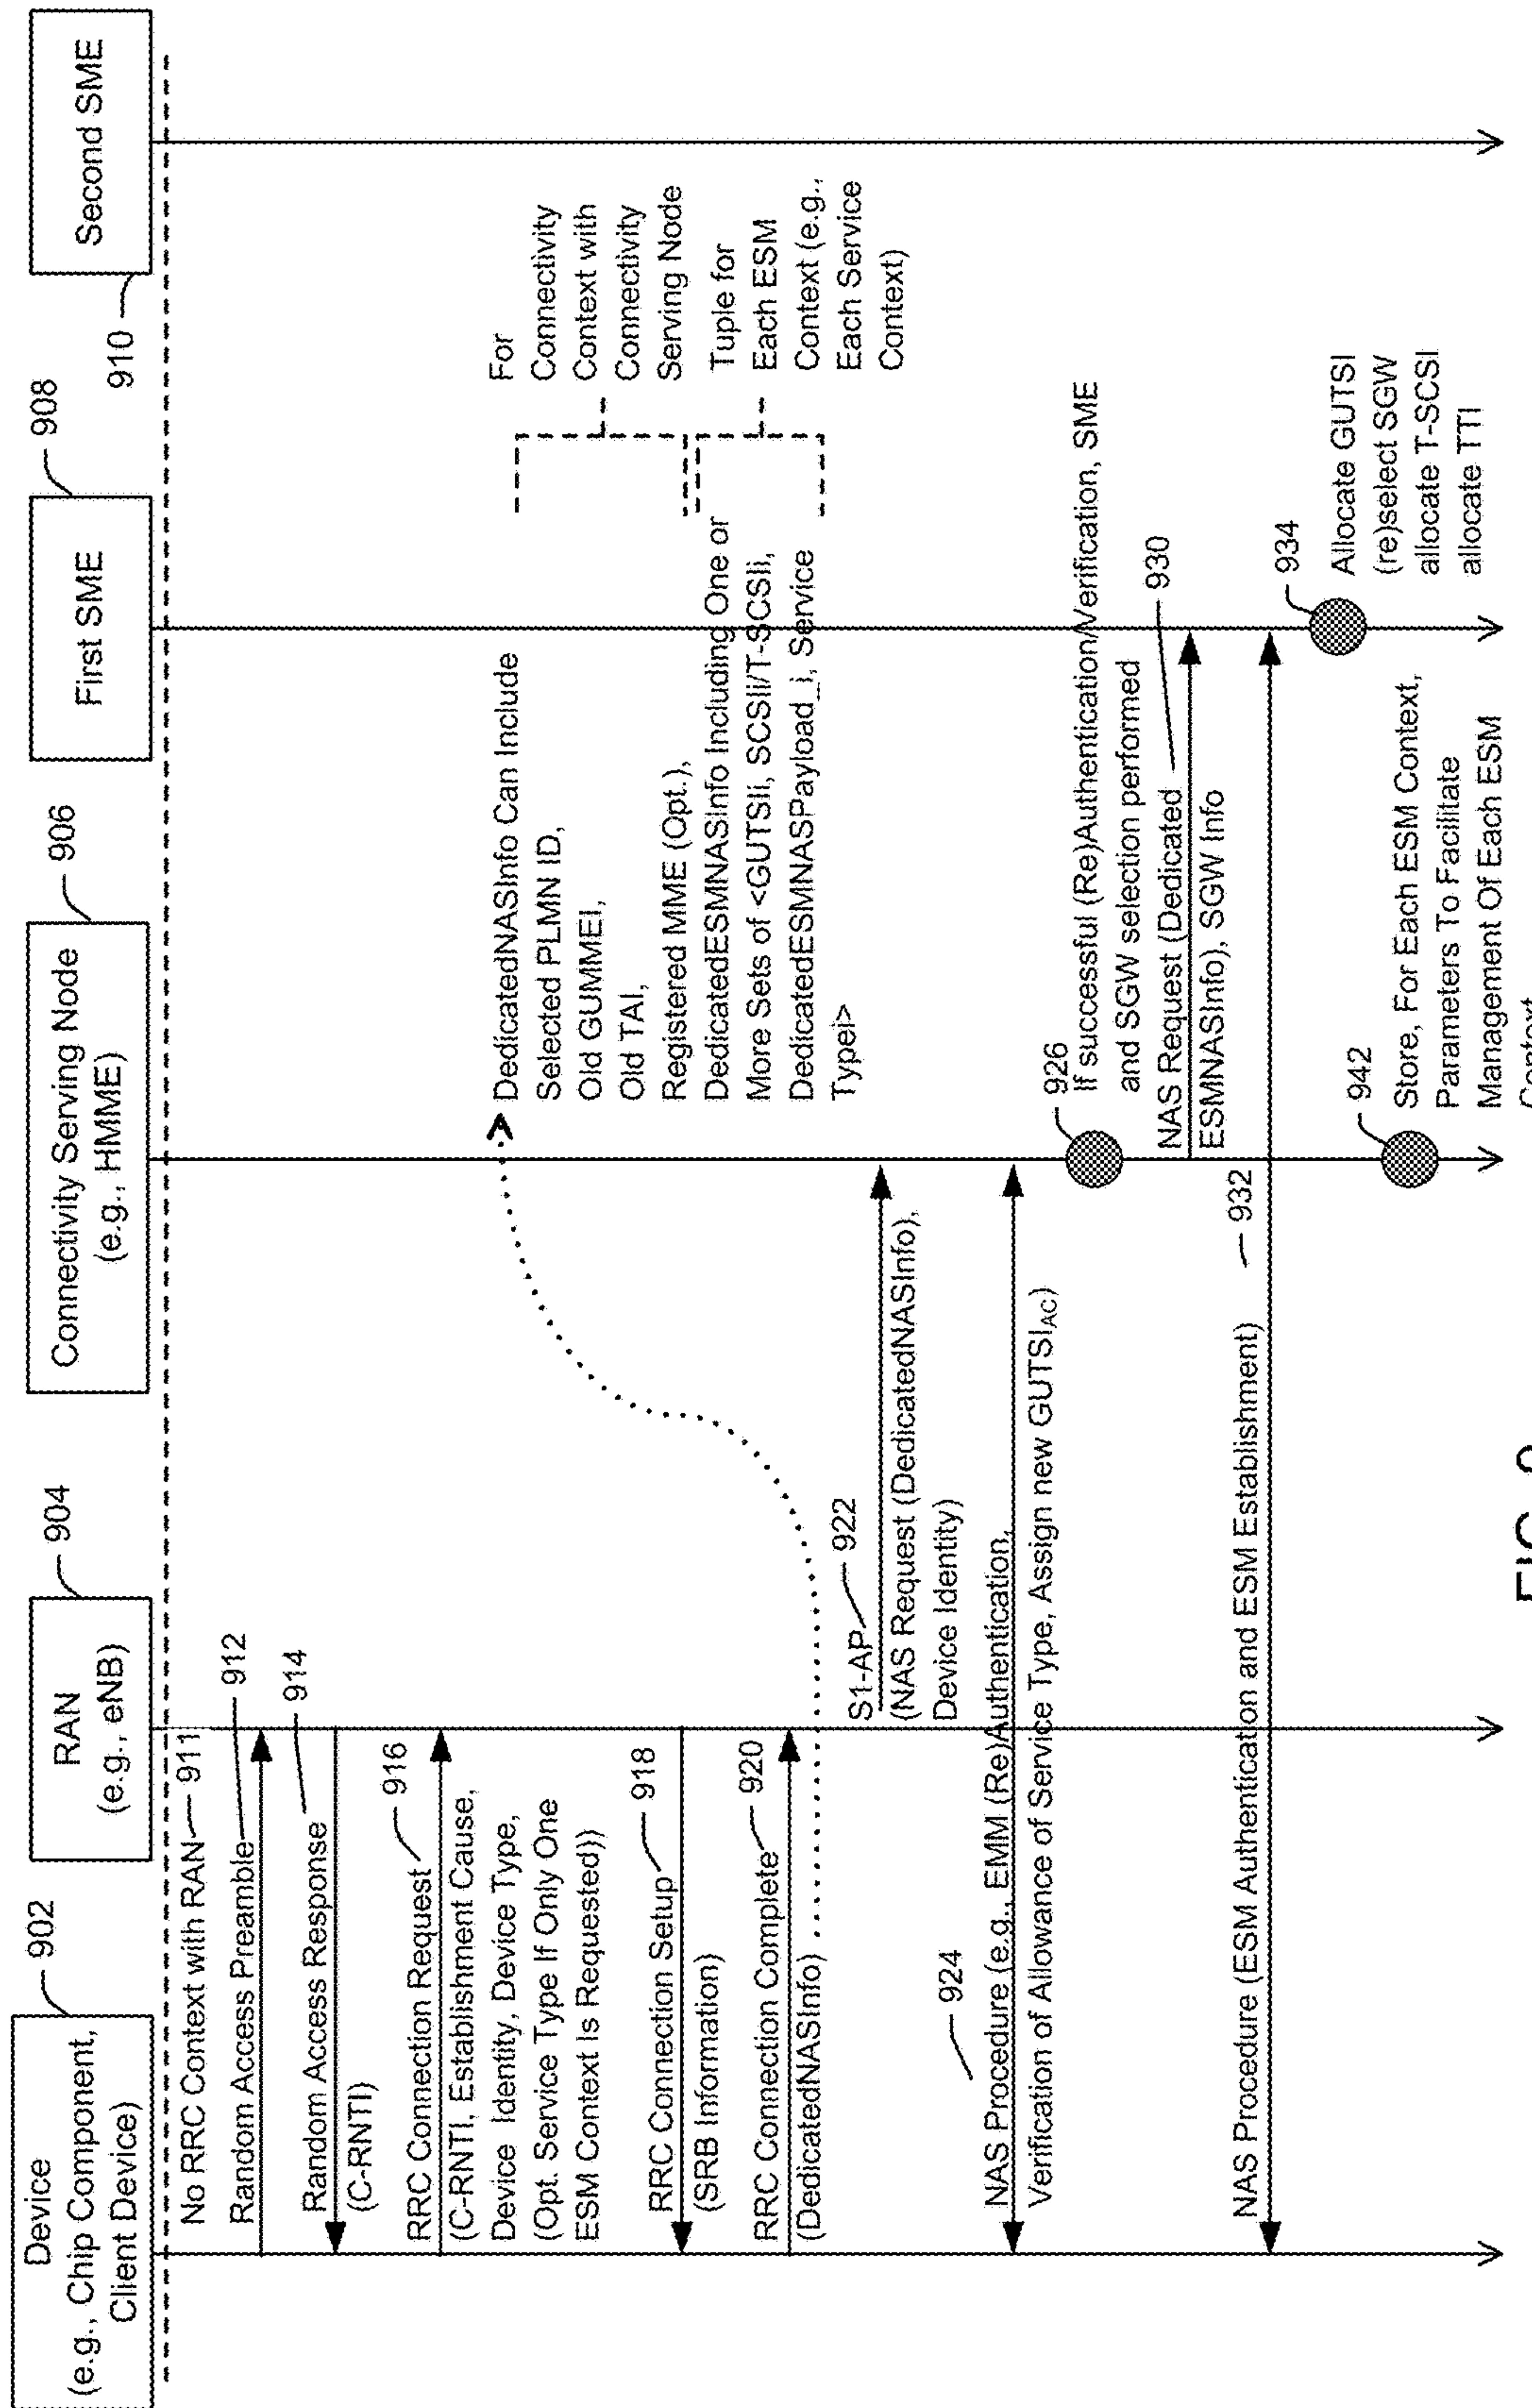 Device
(e.g., Chip Component,
Client Device)
902
RAN
(e.g., eNB)
904
Connectivity Serving Node
(e.g., HMME)
906
First SME
908
Second SME
910
No RRC Context with RAN
911
Random Access Preamble
912
Random Access Response
(C-RNTI)
914
RRC Connection Request
(C-RNTI, Establishment Cause,
Device Identity, Device Type,
(Opt. Service Type If Only One
ESM Context Is Requested))
916
RRC Connection Setup
(SRB Information)
918
RRC Connection Complete
(DedicatedNASInfo)
920
DedicatedNASInfo Can Include
Selected PLMN ID,
Old GUMMEI,
Old TAI,
Registered MME (Opt.),
DedicatedESMNASInfo Including One or
More Sets of <GUTSIi, SCSIi/T-SCSIi,
DedicatedESMNASPayload_i, Service
Typei>
For
Connectivity
Context with
Connectivity
Serving Node
Tuple for
Each ESM
Context (e.g.,
Each Service
Context)
S1-AP
922
(NAS Request (DedicatedNASInfo),
Device Identity)
924
NAS Procedure (e.g., EMM (Re)Authentication,
Verification of Allowance of Service Type, Assign new GUTSIAC)
926
If successful (Re)Authentication/Verification, SME
and SGW selection performed
NAS Request (Dedicated
ESMNASInfo), SGW Info
930
NAS Procedure (ESM Authentication and ESM Establishment)
932
934
Allocate GUTSI
(re)select SGW
allocate T-SCSI
allocate TTI
942
Store, For Each ESM Context,
Parameters To Facilitate
Management Of Each ESM
Context